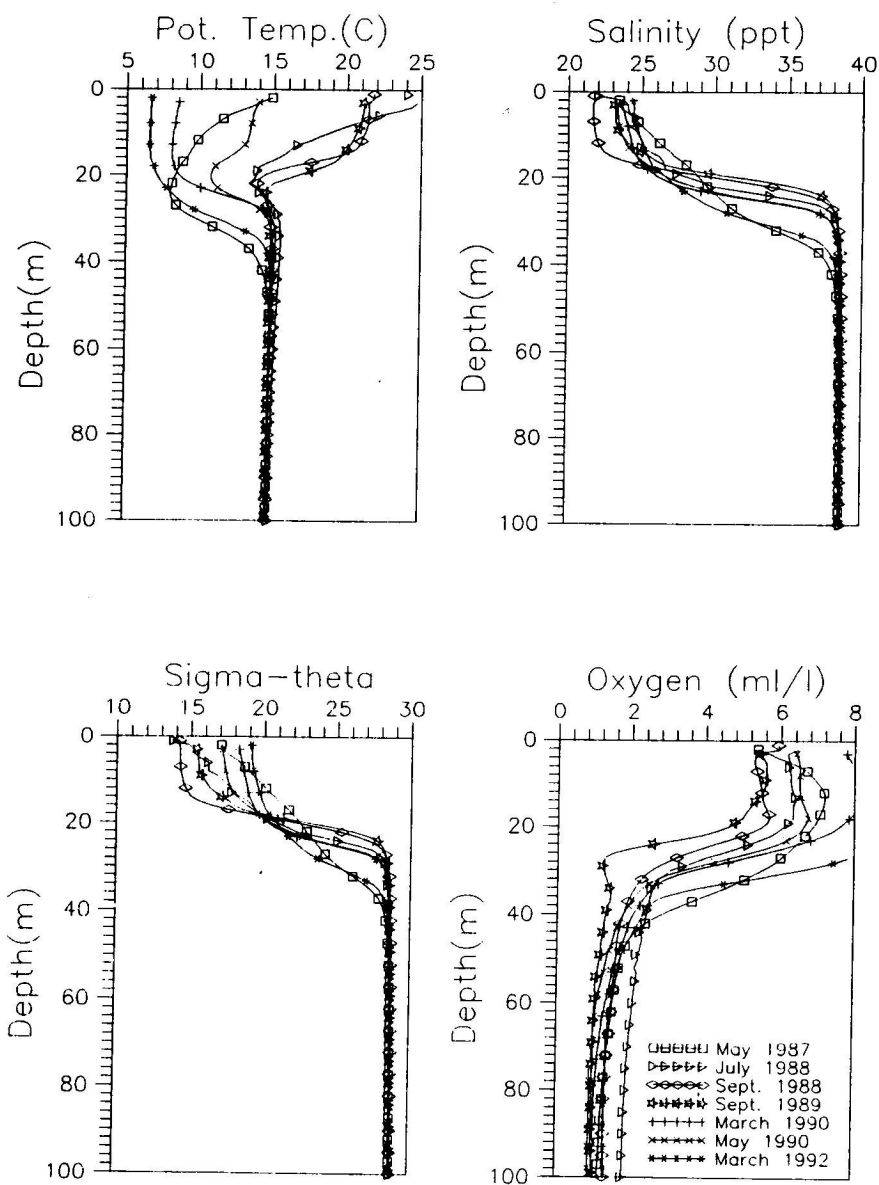 Pot. Temp.(C)
5 10 15 20 25
0
20
40
60
80
100
Depth(m)
Salinity (ppt)
20 25 30 35 40
0
20
40
60
80
100
Depth(m)
Sigma-theta
10 15 20 25 30
0
20
40
60
80
100
Depth(m)
Oxygen (ml/l)
0 2 4 6 8
0
20
40
60
80
100
Depth(m)
May 1987
July 1988
Sept. 1988
Sept. 1989
March 1990
May 1990
March 1992